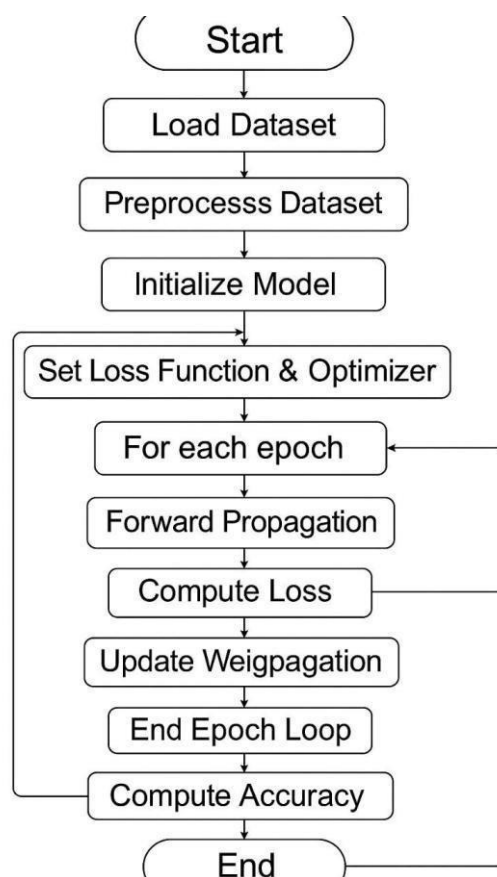 Start
Load Dataset
Preprocesss Dataset
Initialize Model
Set Loss Function & Optimizer
For each epoch
Forward Propagation
Compute Loss
Update Weigpagation
End Epoch Loop
Compute Accuracy
End